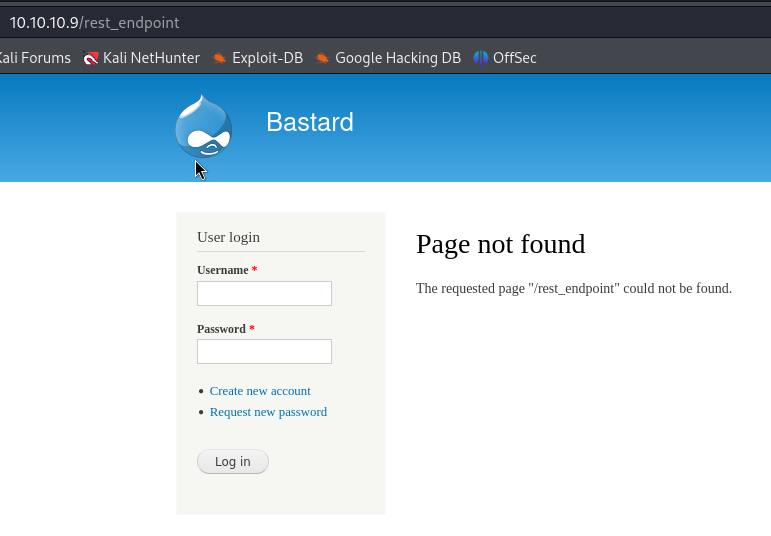 10.10.10.9/rest_endpoint
Kali Forums Kali NetHunter Exploit-DB Google Hacking DB OffSec
Bastard
User login
Username *
Password *
Create new account
Request new password
Log in
Page not found
The requested page "/rest_endpoint" could not be found.